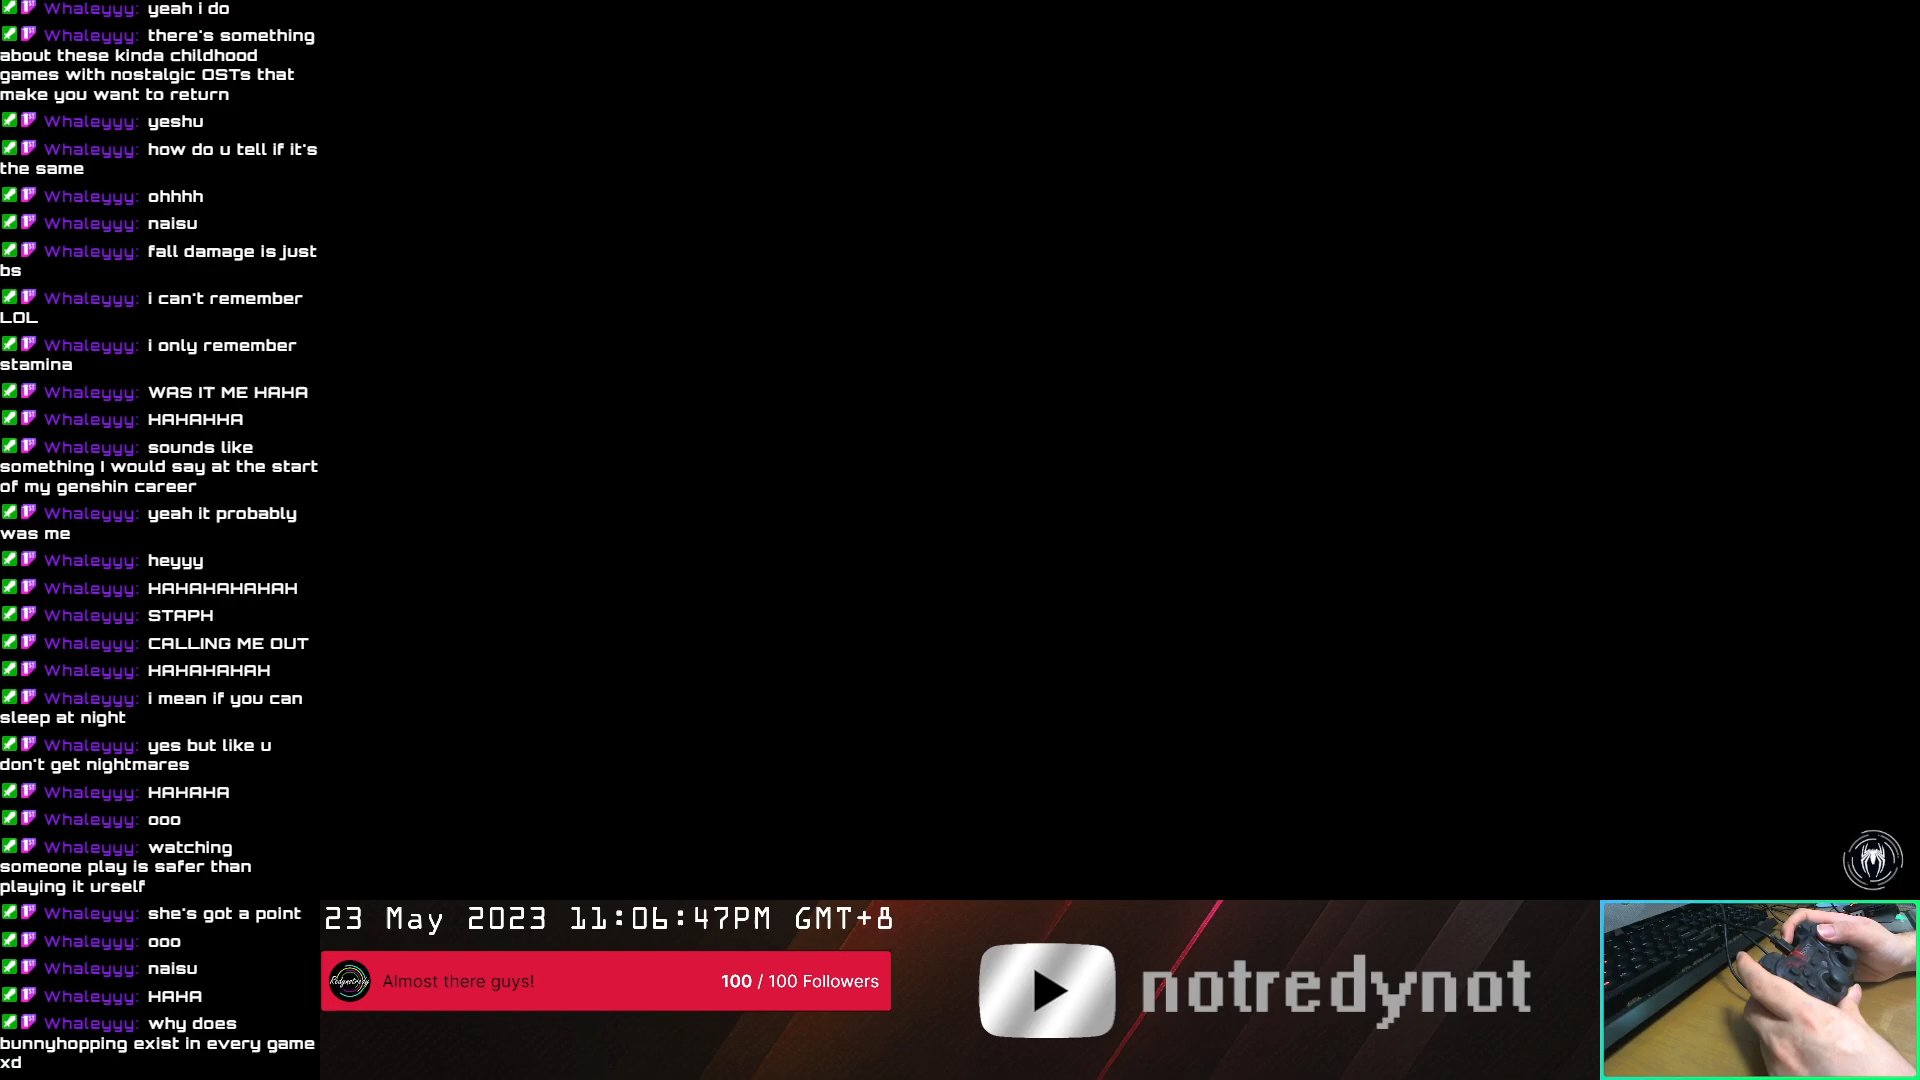 Whaleyyy: yeah i do
Whaleyyy: there's something
about these kinda childhood
games with nostalgic OSTs that
make you want to return
Whaleyyy: yeshu
Whaleyyy: how do u tell if it's
the same
Whaleyyy: ohhhh
Whaleyyy: naisu
Whaleyyy: fall damage is just
bs
Whaleyyy: i can't remember
LOL
Whaleyyy: i only remember
stamina
Whaleyyy: WAS IT ME HAHA
Whaleyyy: HAHAHHA
Whaleyyy: sounds like
something I would say at the start
of my genshin career
Whaleyyy: yeah it probably
was me
Whaleyyy: heyyy
Whaleyyy: HAHAHAHAHAH
Whaleyyy: STAPH
Whaleyyy: CALLING ME OUT
Whaleyyy: HAHAHAHAH
Whaleyyy: i mean if you can
sleep at night
Whaleyyy: yes but like u
don't get nightmares
Whaleyyy: HAHAHA
Whaleyyy: ooo
Whaleyyy: watching
someone play is safer than
playing it urself
Whaleyyy: she's got a point
Whaleyyy: ooo
Whaleyyy: naisu
Whaleyyy: HAHA
Whaleyyy: why does
bunnyhopping exist in every game
xd
23 May 2023 11:06:47PM GMT+8
Almost there guys! 100 / 100 Followers
notredynot